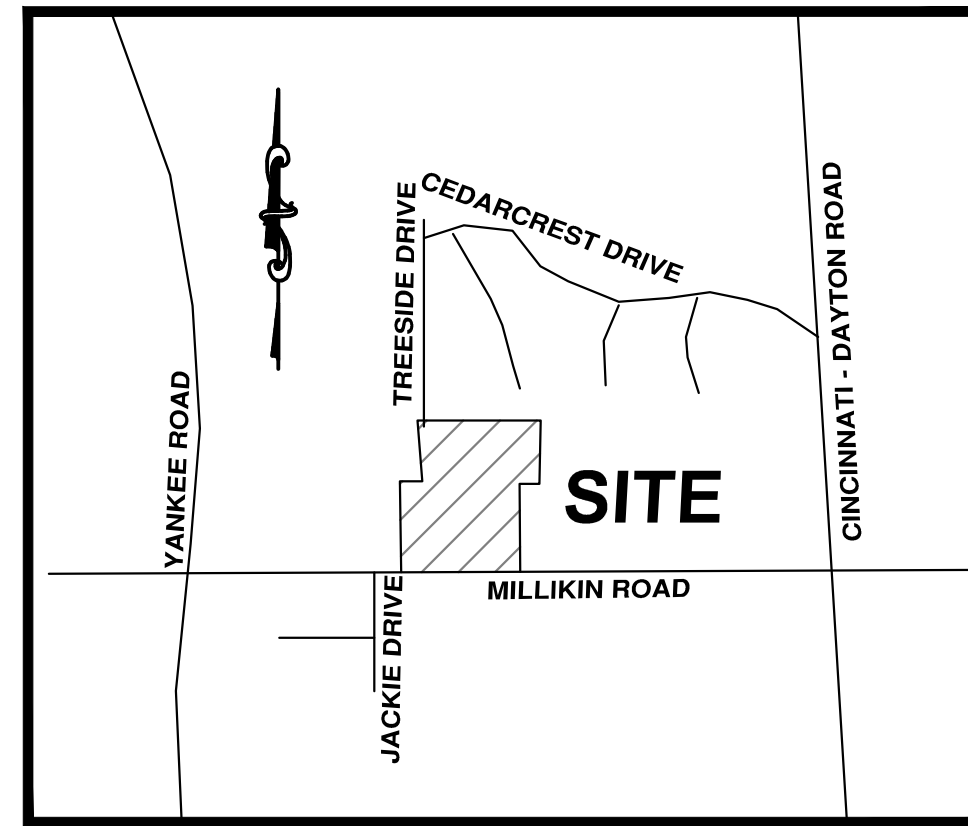 CEDARCREST DRIVE
TREESIDE DRIVE
CINCINNATI - DAYTON ROAD
YANKEE ROAD
SITE
MILLIKIN ROAD
JACKIE DRIVE